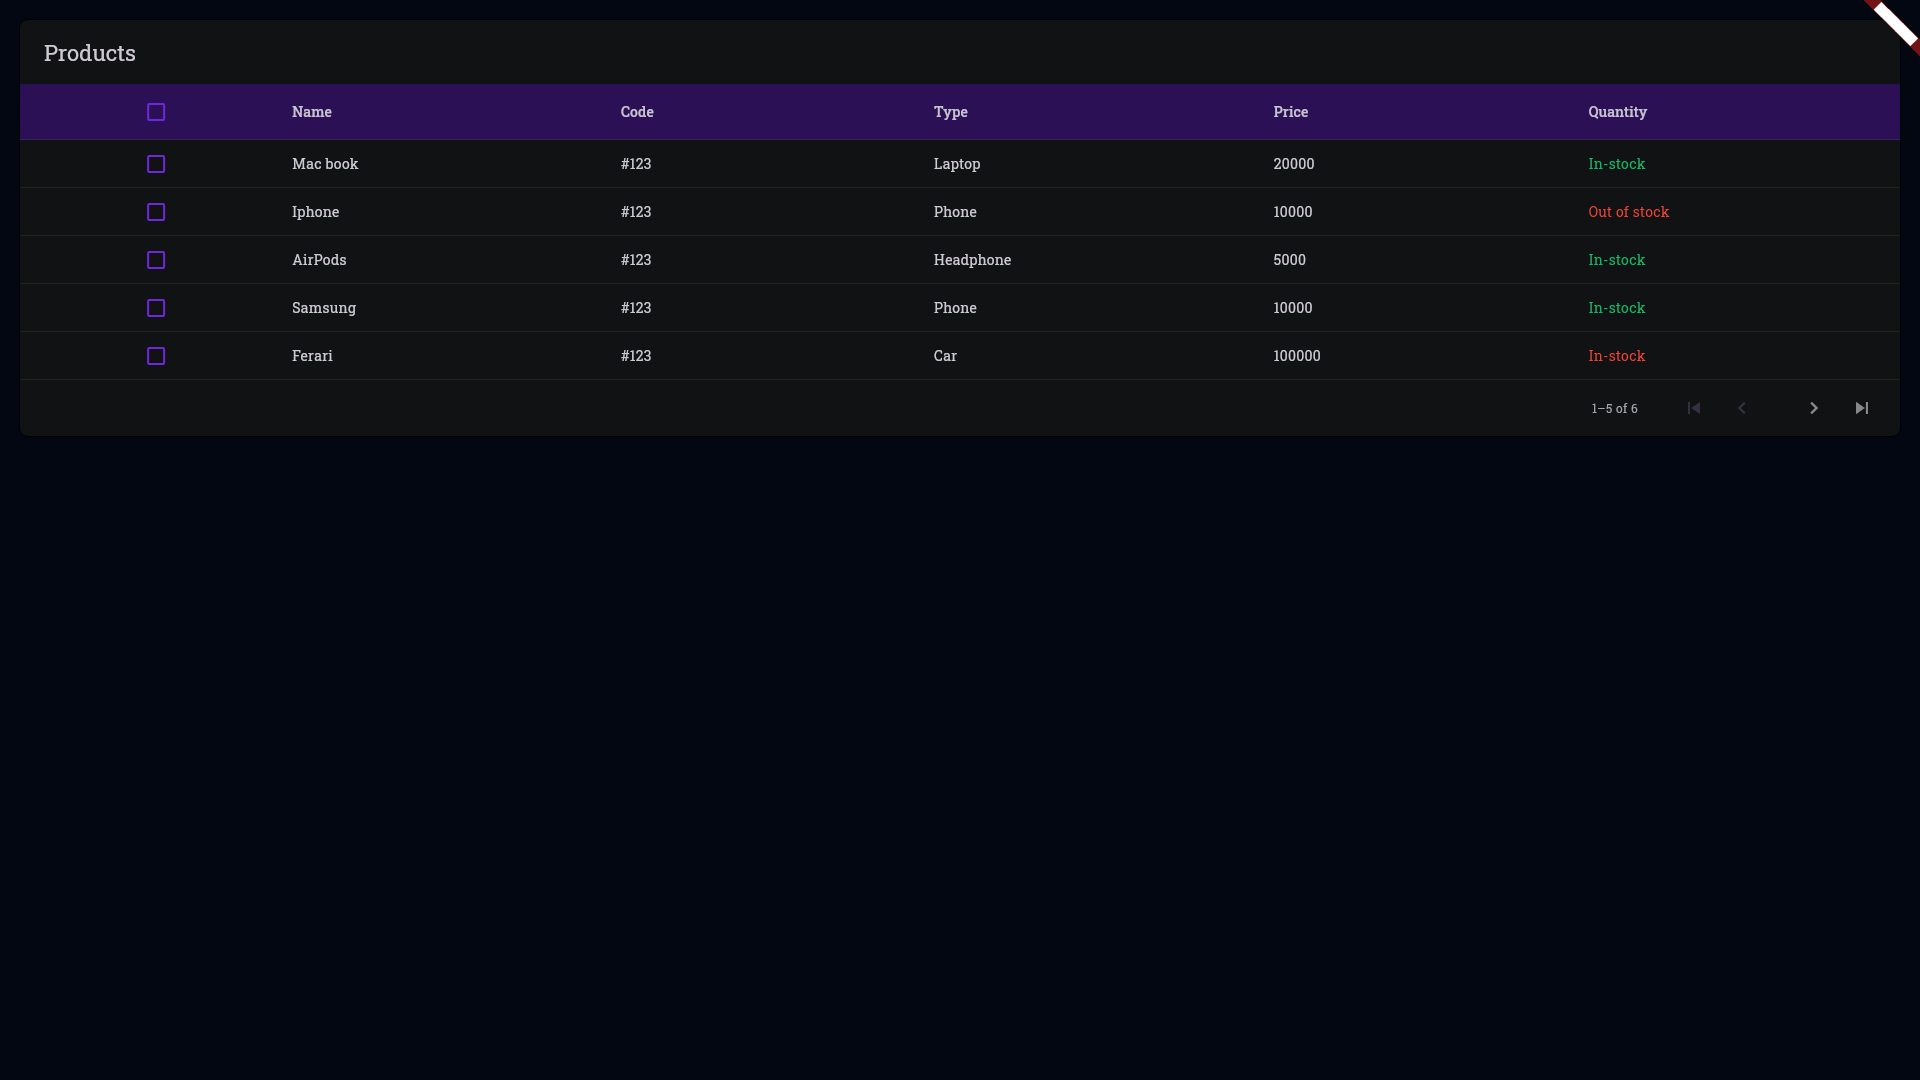 Products
Name Code Type Price Quantity
Mac book #123 Laptop 20000 In-stock
Iphone #123 Phone 10000 Out of stock
AirPods #123 Headphone 5000 In-stock
Samsung #123 Phone 10000 In-stock
Ferari #123 Car 100000 In-stock
1–5 of 6